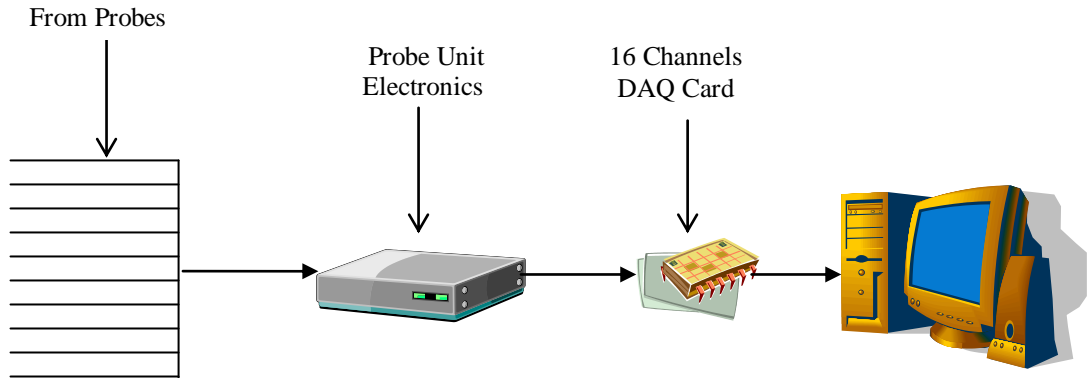 From Probes
Probe Unit
Electronics
16 Channels
DAQ Card